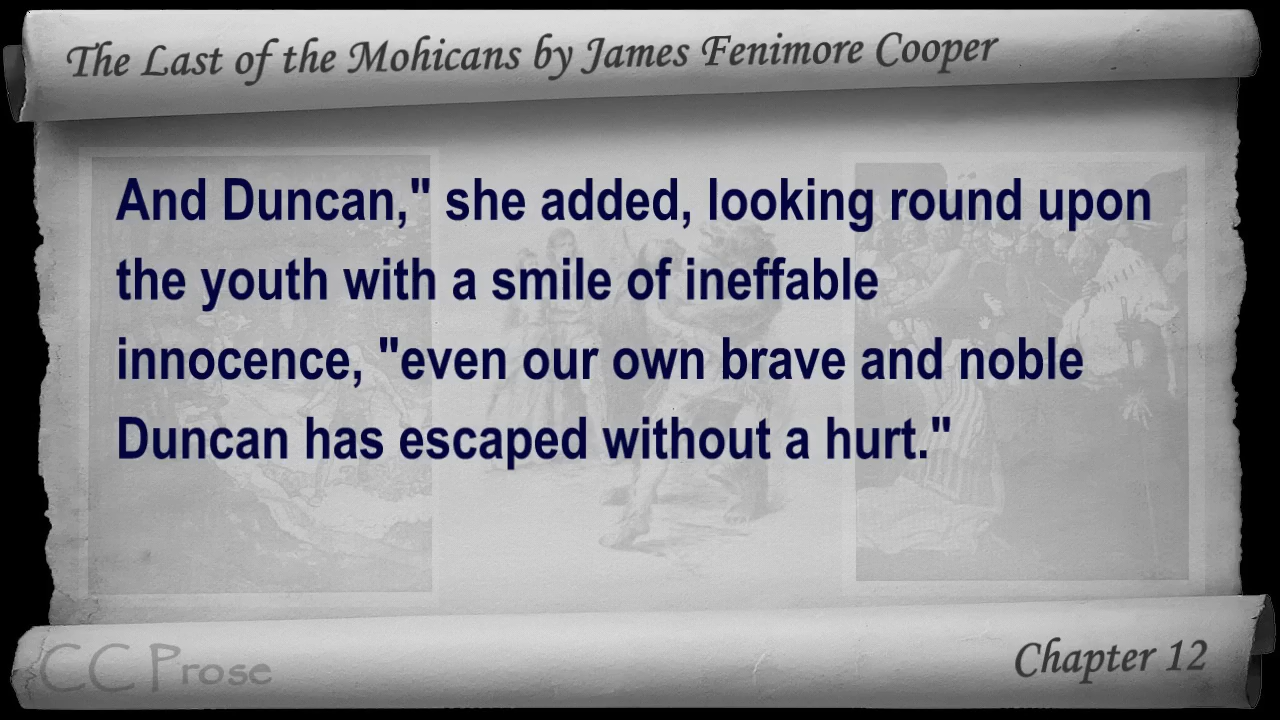 The Last of the Mohicans by James Fenimore Cooper
And Duncan," she added, looking round upon
the youth with a smile of ineffable
innocence, "even our own brave and noble
Duncan has escaped without a hurt."
CC Prose
Chapter 12